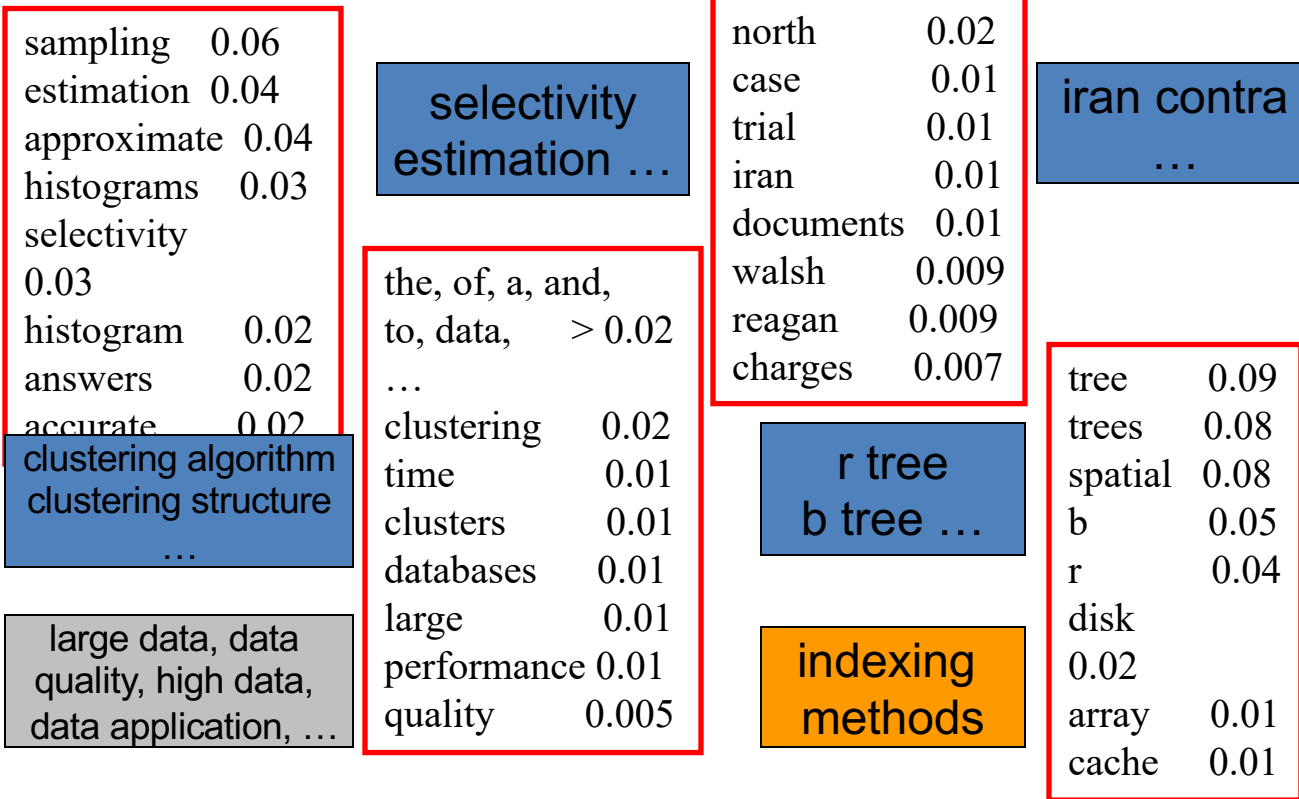 sampling 0.06
estimation 0.04
approximate 0.04
histograms 0.03
selectivity
0.03
histogram 0.02
answers 0.02
accurate 0.02
selectivity
estimation …
north 0.02
case 0.01
trial 0.01
iran 0.01
documents 0.01
walsh 0.009
reagan 0.009
charges 0.007
iran contra
…
clustering algorithm
clustering structure
…
large data, data
quality, high data,
data application, …
the, of, a, and,
to, data, > 0.02
…
clustering 0.02
time 0.01
clusters 0.01
databases 0.01
large 0.01
performance 0.01
quality 0.005
r tree
b tree …
indexing
methods
tree 0.09
trees 0.08
spatial 0.08
b 0.05
r 0.04
disk
0.02
array 0.01
cache 0.01